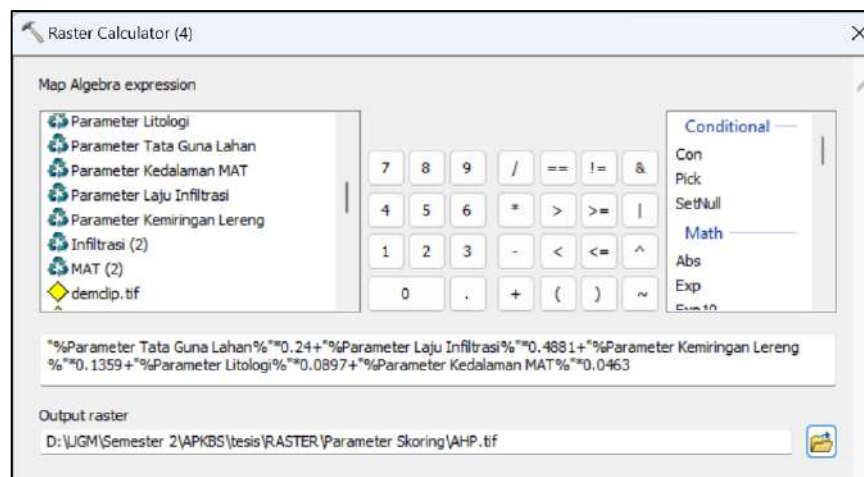 Raster Calculator (4)
Map Algebra expression
Parameter Litologi
Parameter Tata Guna Lahan
Parameter Kedalaman MAT
Parameter Laju Infiltrasi
Parameter Kemiringan Lereng
Infiltrasi (2)
MAT (2)
demclip.tif
7 8 9 / == != &
4 5 6 * > >= |
1 2 3 - < <= ^
0 . + ( ) ~
Conditional
Con
Pick
SetNull
Math
Abs
Exp
Exp10
"%Parameter Tata Guna Lahan%"*0.24+"%Parameter Laju Infiltrasi%"*0.4881+"%Parameter Kemiringan Lereng
%"*0.1359+"%Parameter Litologi%"*0.0897+"%Parameter Kedalaman MAT%"*0.0463
Output raster
D:\UGM\Semester 2\APKBS\tesis\RASTER\Parameter Skoring\AHP.tif